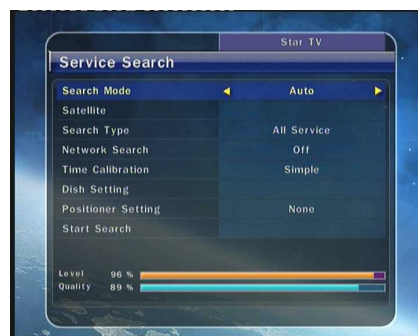 Star TV
Service Search
Search Mode Auto
Satellite
Search Type All Service
Network Search Off
Time Calibration Simple
Dish Setting
Positioner Setting None
Start Search
Level 96 %
Quality 89 %